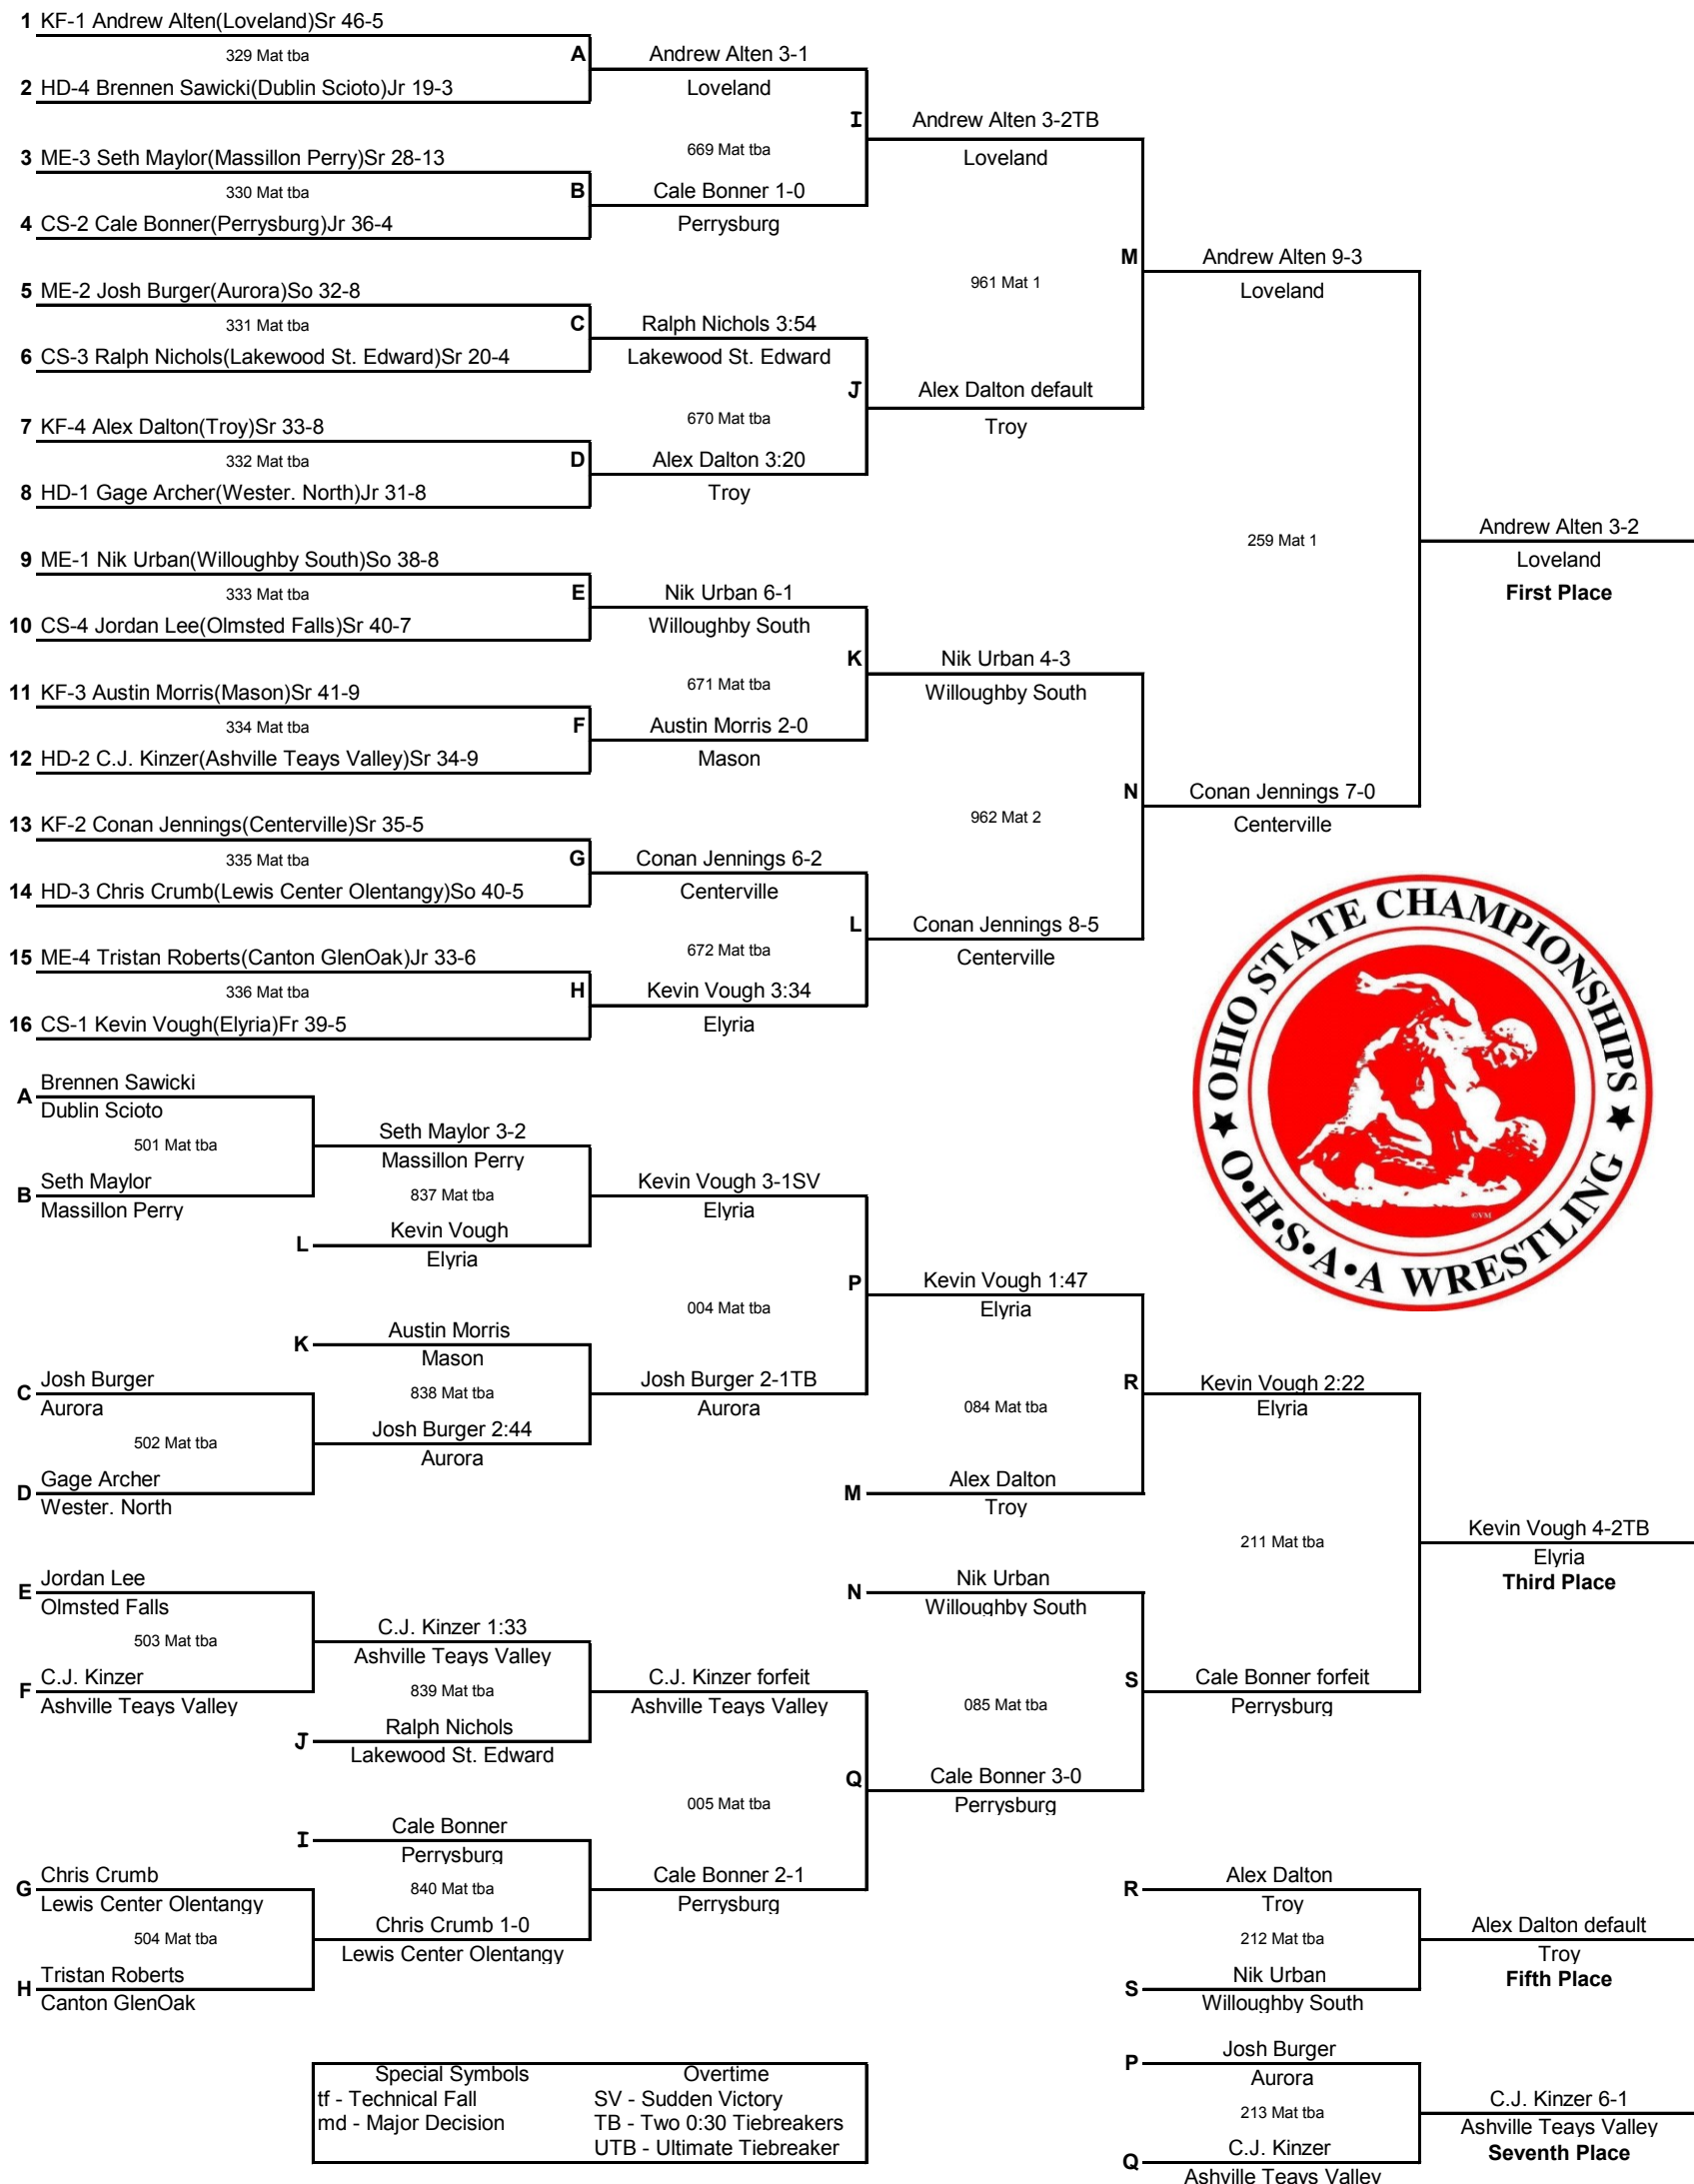 1 KF-1 Andrew Alten(Loveland)Sr 46-5
329 Mat tba
A
2 HD-4 Brennen Sawicki(Dublin Scioto)Jr 19-3
Andrew Alten 3-1
Loveland
3 ME-3 Seth Maylor(Massillon Perry)Sr 28-13
330 Mat tba
B
4 CS-2 Cale Bonner(Perrysburg)Jr 36-4
669 Mat tba
I
Cale Bonner 1-0
Perrysburg
Andrew Alten 3-2TB
Loveland
5 ME-2 Josh Burger(Aurora)So 32-8
331 Mat tba
C
6 CS-3 Ralph Nichols(Lakewood St. Edward)Sr 20-4
Ralph Nichols 3:54
Lakewood St. Edward
7 KF-4 Alex Dalton(Troy)Sr 33-8
332 Mat tba
D
8 HD-1 Gage Archer(Wester. North)Jr 31-8
670 Mat tba
J
Alex Dalton 3:20
Troy
Alex Dalton default
Troy
961 Mat 1
M
Andrew Alten 9-3
Loveland
9 ME-1 Nik Urban(Willoughby South)So 38-8
333 Mat tba
E
10 CS-4 Jordan Lee(Olmsted Falls)Sr 40-7
Nik Urban 6-1
Willoughby South
11 KF-3 Austin Morris(Mason)Sr 41-9
334 Mat tba
F
12 HD-2 C.J. Kinzer(Ashville Teays Valley)Sr 34-9
671 Mat tba
K
Austin Morris 2-0
Mason
Nik Urban 4-3
Willoughby South
13 KF-2 Conan Jennings(Centerville)Sr 35-5
335 Mat tba
G
14 HD-3 Chris Crumb(Lewis Center Olentangy)So 40-5
Conan Jennings 6-2
Centerville
15 ME-4 Tristan Roberts(Canton GlenOak)Jr 33-6
336 Mat tba
H
16 CS-1 Kevin Vough(Elyria)Fr 39-5
672 Mat tba
L
Kevin Vough 3:34
Elyria
Conan Jennings 8-5
Centerville
962 Mat 2
N
Conan Jennings 7-0
Centerville
259 Mat 1
Andrew Alten 3-2
Loveland
First Place
★ OHIO STATE CHAMPIONSHIPS ★
O•H•S•A•A WRESTLING
©VM
A Brennen Sawicki
Dublin Scioto
501 Mat tba
B Seth Maylor
Massillon Perry
Seth Maylor 3-2
Massillon Perry
837 Mat tba
L Kevin Vough
Elyria
Kevin Vough 3-1SV
Elyria
K Austin Morris
Mason
838 Mat tba
C Josh Burger
Aurora
502 Mat tba
D Gage Archer
Wester. North
Josh Burger 2:44
Aurora
Josh Burger 2-1TB
Aurora
004 Mat tba
P
Kevin Vough 1:47
Elyria
084 Mat tba
R
M Alex Dalton
Troy
Kevin Vough 2:22
Elyria
E Jordan Lee
Olmsted Falls
503 Mat tba
F C.J. Kinzer
Ashville Teays Valley
C.J. Kinzer 1:33
Ashville Teays Valley
839 Mat tba
J Ralph Nichols
Lakewood St. Edward
C.J. Kinzer forfeit
Ashville Teays Valley
I Cale Bonner
Perrysburg
840 Mat tba
G Chris Crumb
Lewis Center Olentangy
504 Mat tba
H Tristan Roberts
Canton GlenOak
Chris Crumb 1-0
Lewis Center Olentangy
Cale Bonner 2-1
Perrysburg
005 Mat tba
Q
N Nik Urban
Willoughby South
085 Mat tba
S
Cale Bonner 3-0
Perrysburg
Cale Bonner forfeit
Perrysburg
211 Mat tba
Kevin Vough 4-2TB
Elyria
Third Place
R Alex Dalton
Troy
212 Mat tba
S Nik Urban
Willoughby South
Alex Dalton default
Troy
Fifth Place
P Josh Burger
Aurora
213 Mat tba
Q C.J. Kinzer
Ashville Teays Valley
C.J. Kinzer 6-1
Ashville Teays Valley
Seventh Place
Special Symbols
tf - Technical Fall
md - Major Decision
Overtime
SV - Sudden Victory
TB - Two 0:30 Tiebreakers
UTB - Ultimate Tiebreaker